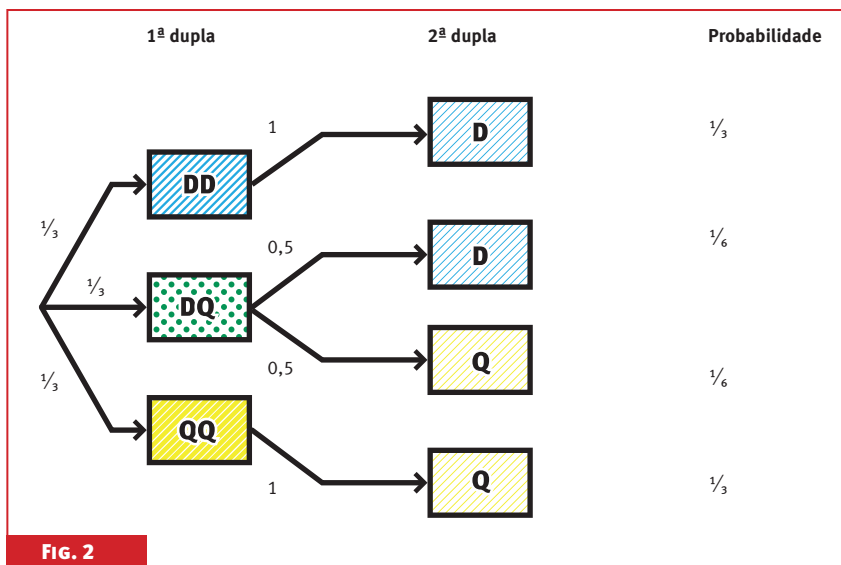 1ª dupla 2ª dupla Probabilidade
1 D ⅓
DD
⅓ 0,5 D ⅙
⅓ DQ
⅓ 0,5 Q ⅙
QQ
1 Q ⅓
Fig. 2